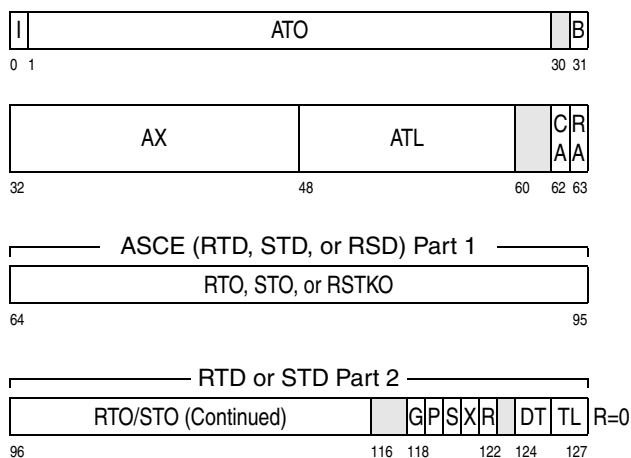 I ATO B
0 1 30 31
AX ATL C R
A A
32 48 60 62 63
ASCE (RTD, STD, or RSD) Part 1
RTO, STO, or RSTKO
64 95
RTD or STD Part 2
RTO/STO (Continued) G P S X R DT TL R=0
96 116 118 122 124 127